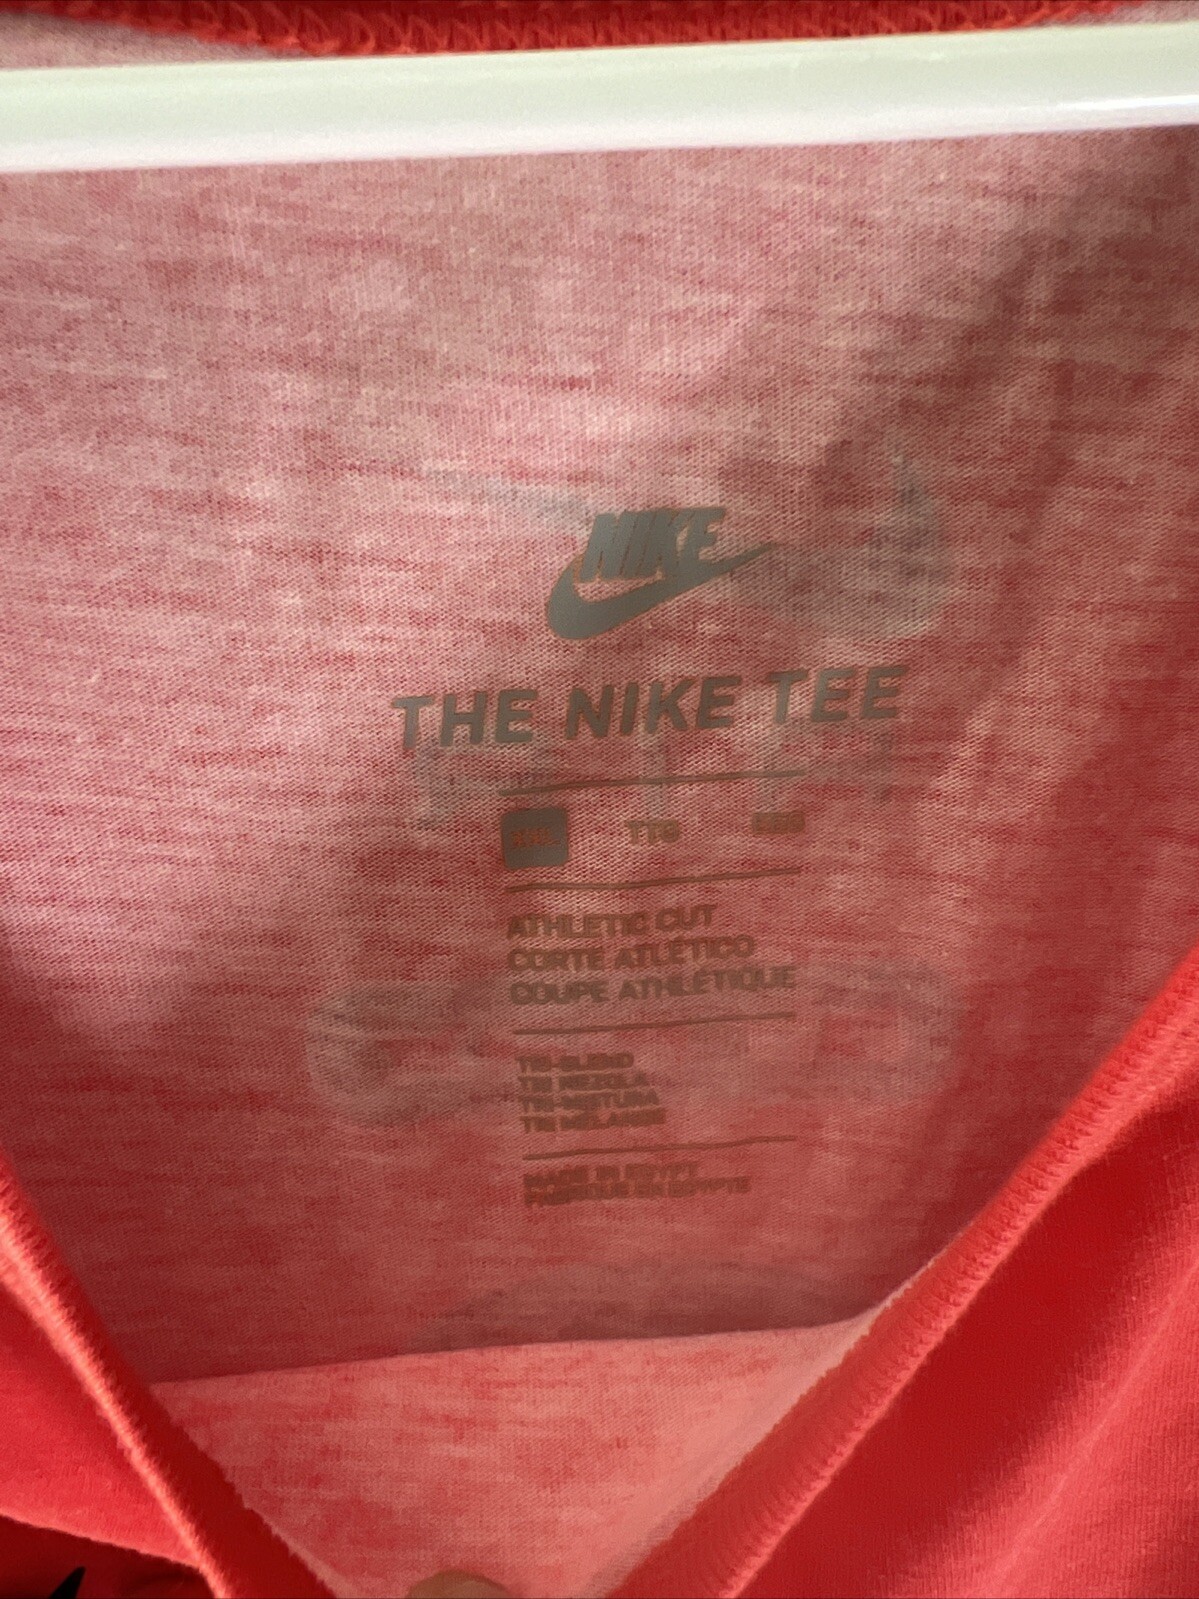 NIKE
THE NIKE TEE
XXL TTG
ATHLETIC CUT
CORTE ATLÉTICO
COUPE ATHLÉTIQUE
TRI-BLEND
TRI MEZCLA
TRI-MISTURA
TRI MÉLANGE
MADE IN EGYPT
FABRIQUÉ EN EGYPTE